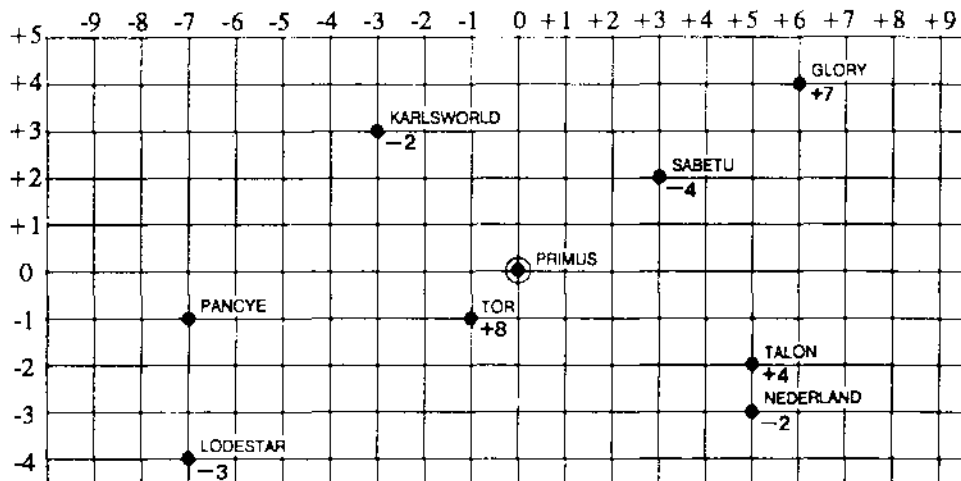 -9 -8 -7 -6 -5 -4 -3 -2 -1 0 +1 +2 +3 +4 +5 +6 +7 +8 +9
+5
GLORY
+4
+7
KARLSWORLD
+3
-2
SABETU
+2
-4
+1
PRIMUS
0
PANCYE
TOR
-1
+8
TALON
-2
+4
NEDERLAND
-3
-2
LODESTAR
-4
-3